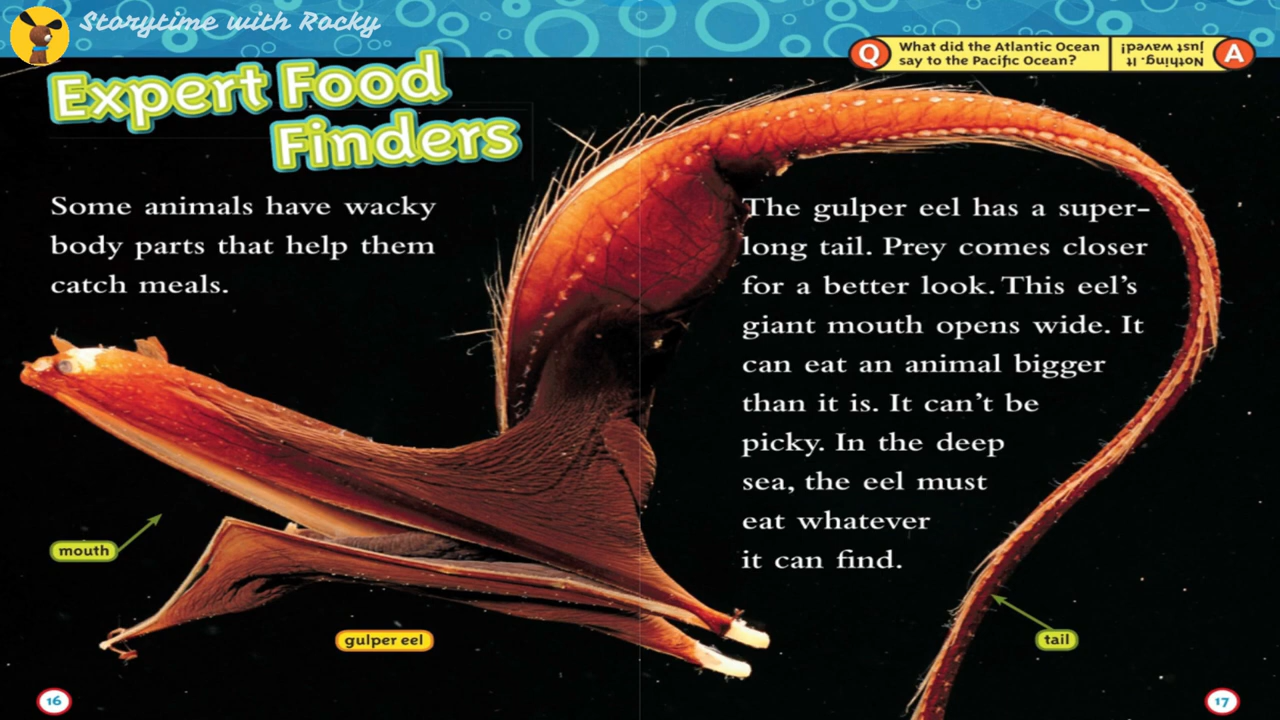 Storytime with Rocky
Expert Food
Finders
Q
What did the Atlantic Ocean
say to the Pacific Ocean?
Nothing. It
just waved!
A
Some animals have wacky
body parts that help them
catch meals.
The gulper eel has a super-
long tail. Prey comes closer
for a better look. This eel's
giant mouth opens wide. It
can eat an animal bigger
than it is. It can't be
picky. In the deep
sea, the eel must
eat whatever
it can find.
mouth
gulper eel
tail
16
17